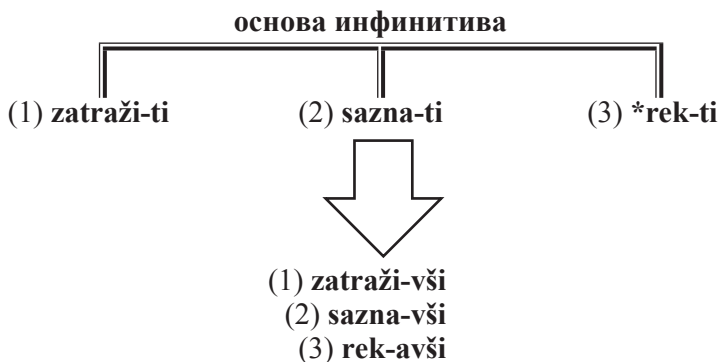 основа инфинитива
(1) zatraži-ti (2) sazna-ti (3) *rek-ti
(1) zatraži-vši
(2) sazna-vši
(3) rek-avši